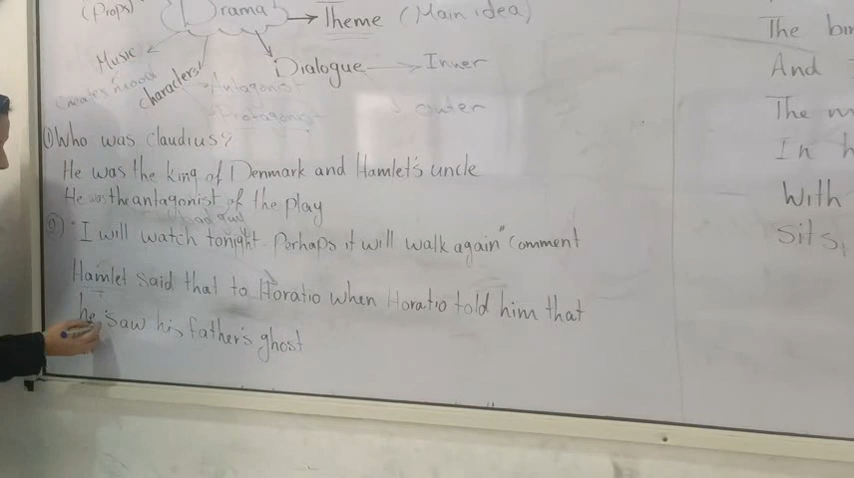 (Props)
Drama
Theme (Main idea)
Music
Creates mood
characters
Antagonist
Protagonist
Dialogue
Inner
outer
① Who was Claudius?
He was the king of Denmark and Hamlet's uncle
He was the antagonist of the play
bad guy
② "I will watch tonight Perhaps it will walk again" Comment
Hamlet said that to Horatio when Horatio told him that
he saw his father's ghost
The
And
The
In
With
sits,